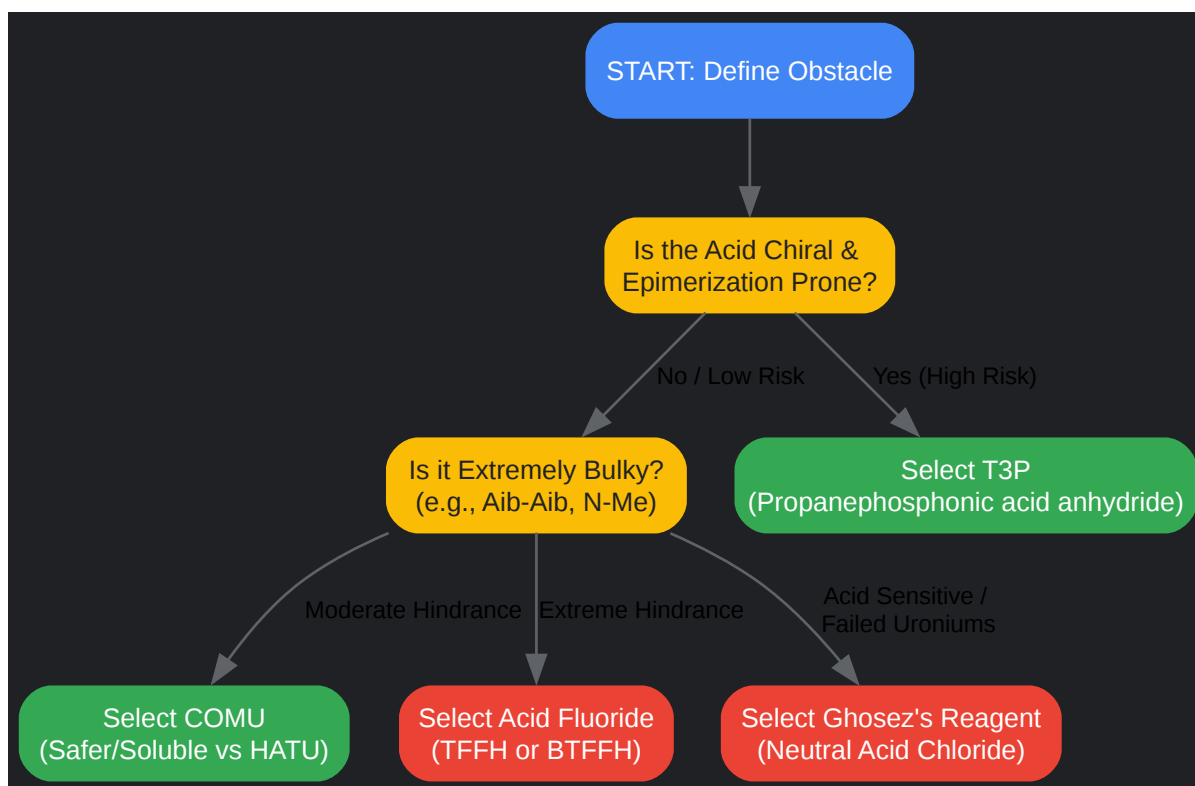 START: Define Obstacle
Is the Acid Chiral &
Epimerization Prone?
No / Low Risk
Yes (High Risk)
Is it Extremely Bulky?
(e.g., Aib-Aib, N-Me)
Select T3P
(Propanephosphonic acid anhydride)
Moderate Hindrance
Extreme Hindrance
Acid Sensitive /
Failed Uroniums
Select COMU
(Safer/Soluble vs HATU)
Select Acid Fluoride
(TFFH or BTFFH)
Select Ghosez's Reagent
(Neutral Acid Chloride)